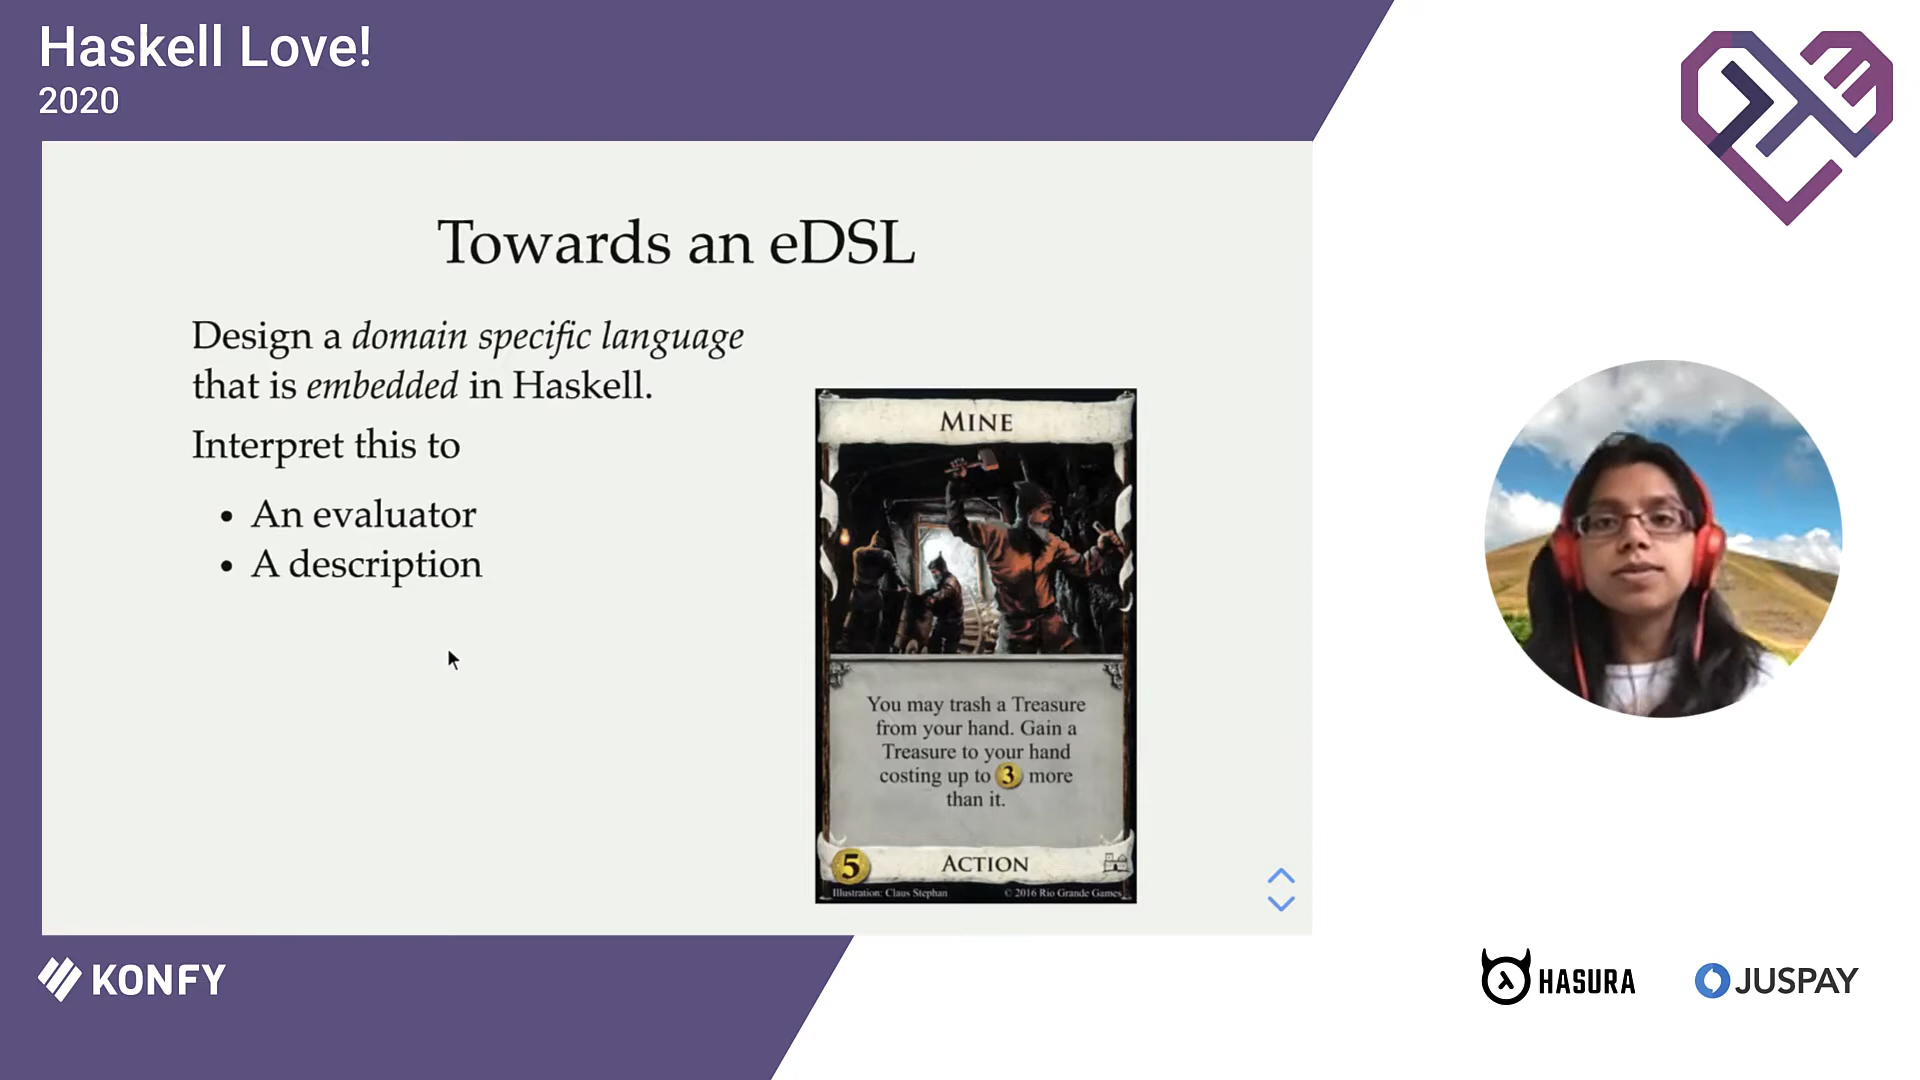 Haskell Love!
2020
Towards an eDSL
Design a domain specific language
that is embedded in Haskell.
Interpret this to
• An evaluator
• A description
MINE
You may trash a Treasure
from your hand. Gain a
Treasure to your hand
costing up to 3 more
than it.
5 ACTION
Illustration: Claus Stephan © 2016 Rio Grande Games
KONFY
HASURA
JUSPAY